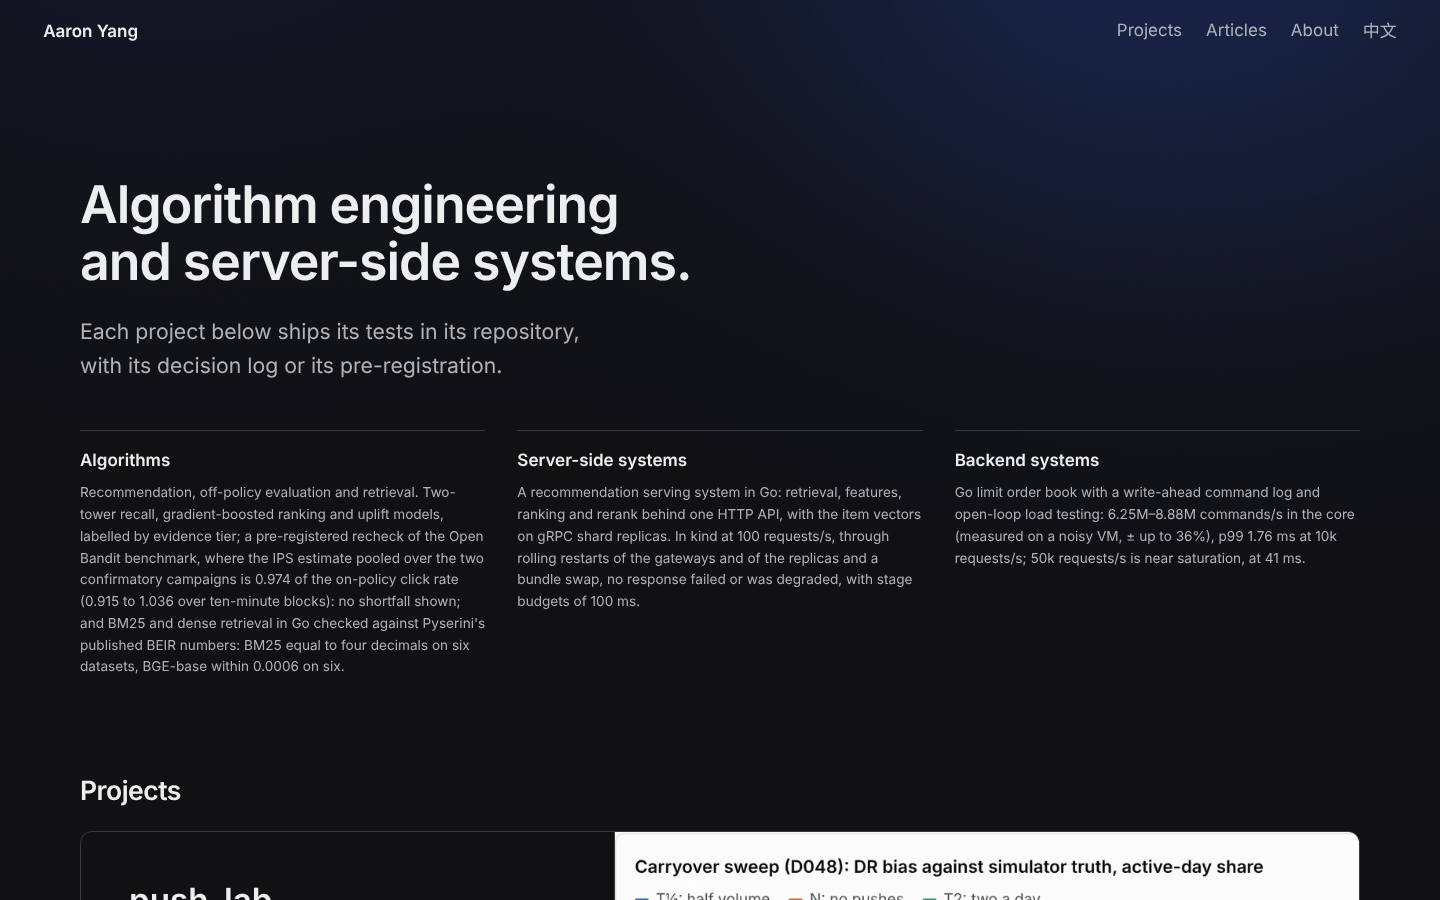 Aaron Yang
Projects Articles About 中文
Algorithm engineering
and server-side systems.
Each project below ships its tests in its repository,
with its decision log or its pre-registration.
Algorithms
Recommendation, off-policy evaluation and retrieval. Two-
tower recall, gradient-boosted ranking and uplift models,
labelled by evidence tier; a pre-registered recheck of the Open
Bandit benchmark, where the IPS estimate pooled over the two
confirmatory campaigns is 0.974 of the on-policy click rate
(0.915 to 1.036 over ten-minute blocks): no shortfall shown;
and BM25 and dense retrieval in Go checked against Pyserini's
published BEIR numbers: BM25 equal to four decimals on six
datasets, BGE-base within 0.0006 on six.
Server-side systems
A recommendation serving system in Go: retrieval, features,
ranking and rerank behind one HTTP API, with the item vectors
on gRPC shard replicas. In kind at 100 requests/s, through
rolling restarts of the gateways and of the replicas and a
bundle swap, no response failed or was degraded, with stage
budgets of 100 ms.
Backend systems
Go limit order book with a write-ahead command log and
open-loop load testing: 6.25M–8.88M commands/s in the core
(measured on a noisy VM, ± up to 36%), p99 1.76 ms at 10k
requests/s; 50k requests/s is near saturation, at 41 ms.
Projects
push_lab
Carryover sweep (D048): DR bias against simulator truth, active-day share
T½: half volume N: no pushes T2: two a day